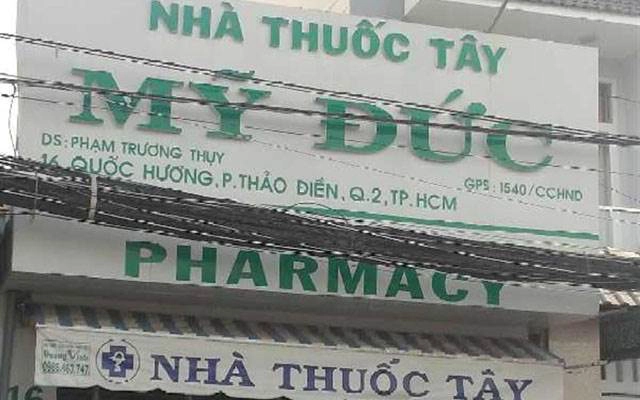 NHÀ THUỐC TÂY
MỸ ĐỨC
DS: PHẠM TRƯƠNG THỤY
16, QUỐC HƯƠNG, P. THẢO ĐIỀN, Q.2, TP. HCM
GPS: 1540/CCHND
PHARMACY
NHÀ THUỐC TÂY
16